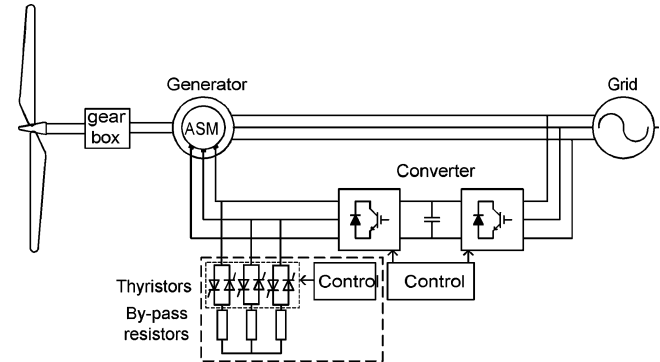 Generator
Grid
gear
box
ASM
Converter
Thyristors
Control
Control
By-pass
resistors